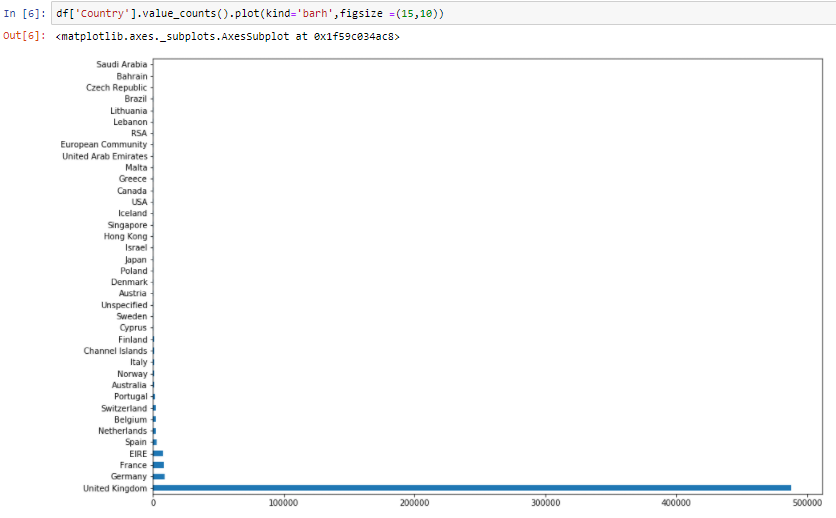 In [6]: df['Country'].value_counts().plot(kind='barh',figsize =(15,10))
Out[6]: <matplotlib.axes._subplots.AxesSubplot at 0x1f59c034ac8>
Saudi Arabia
Bahrain
Czech Republic
Brazil
Lithuania
Lebanon
RSA
European Community
United Arab Emirates
Malta
Greece
Canada
USA
Iceland
Singapore
Hong Kong
Israel
Japan
Poland
Denmark
Austria
Unspecified
Sweden
Cyprus
Finland
Channel Islands
Italy
Norway
Australia
Portugal
Switzerland
Belgium
Netherlands
Spain
EIRE
France
Germany
United Kingdom
0 100000 200000 300000 400000 500000